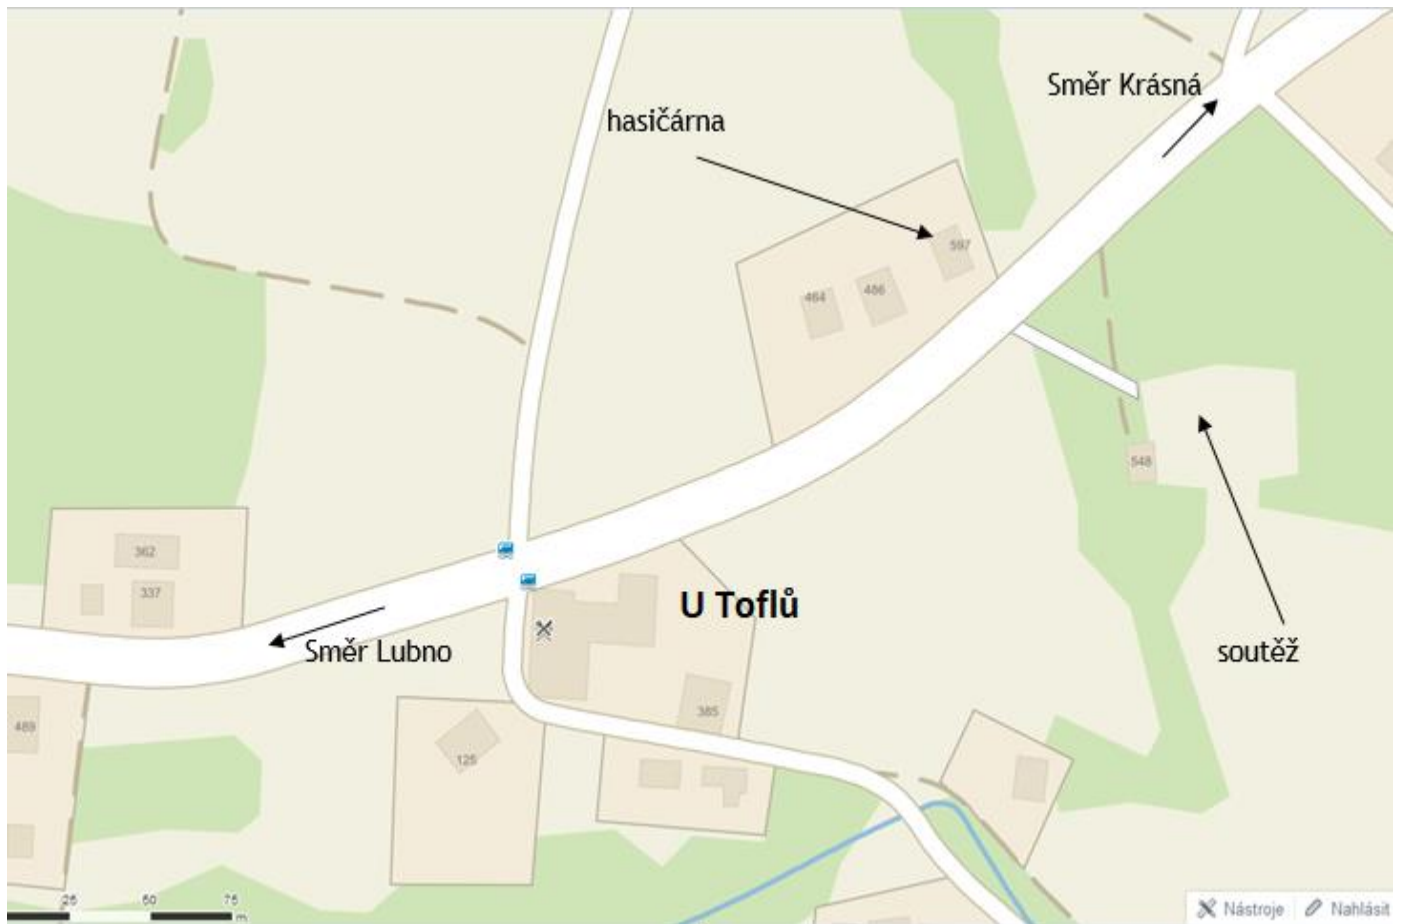 Směr Krásná
hasičárna
597
464
486
548
362
337
U Toflů
Směr Lubno
soutěž
489
385
125
25
50
75
m
Nástroje
Nahlásit